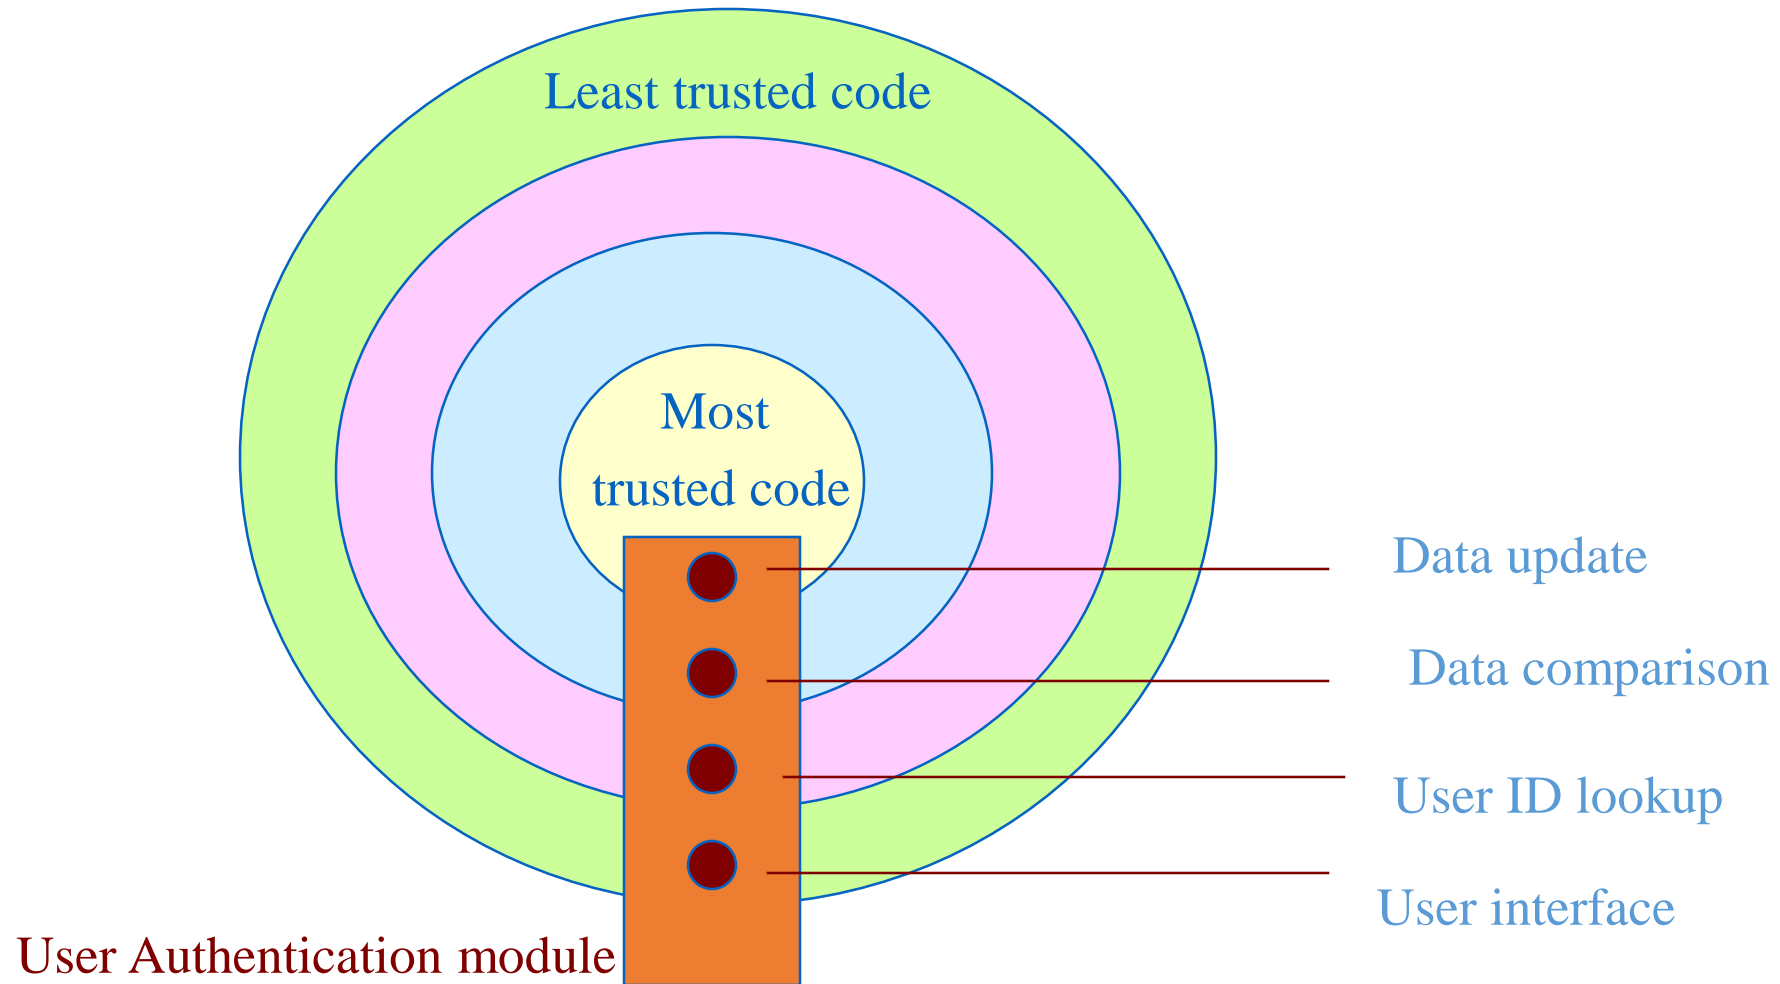 Least trusted code
Most
trusted code
Data update
Data comparison
User ID lookup
User interface
User Authentication module